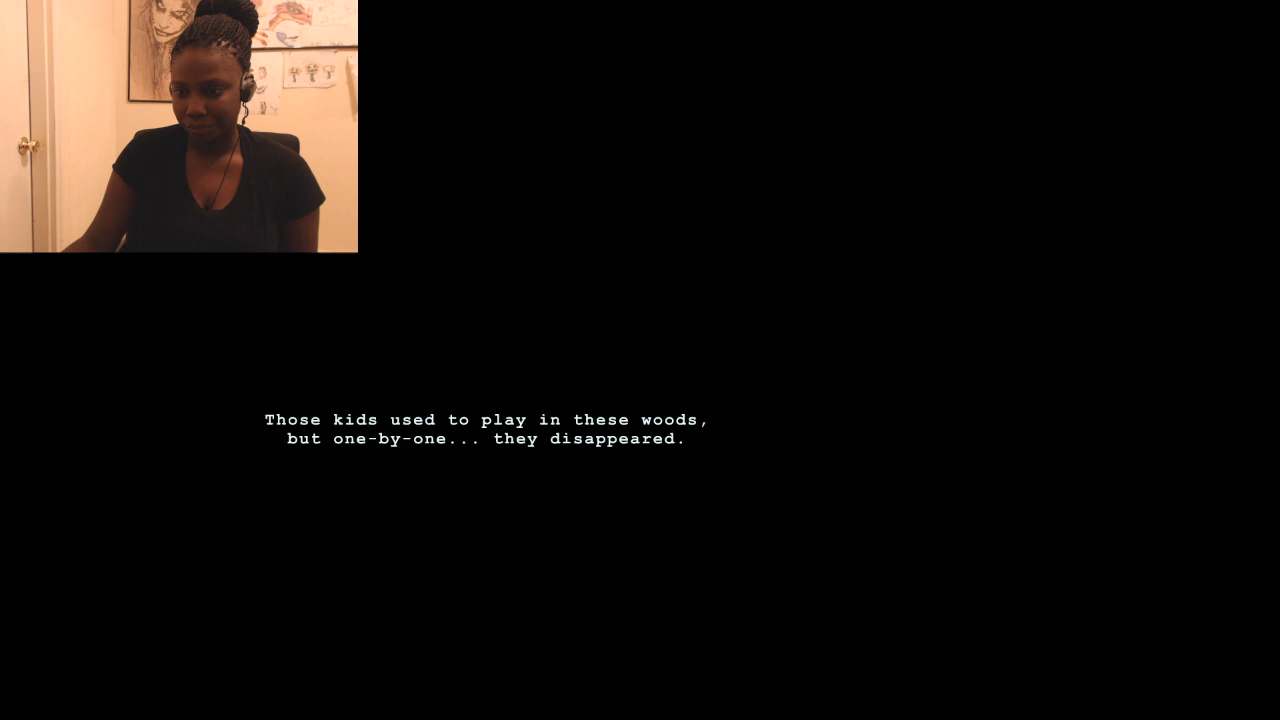 Those kids used to play in these woods,
but one-by-one... they disappeared.